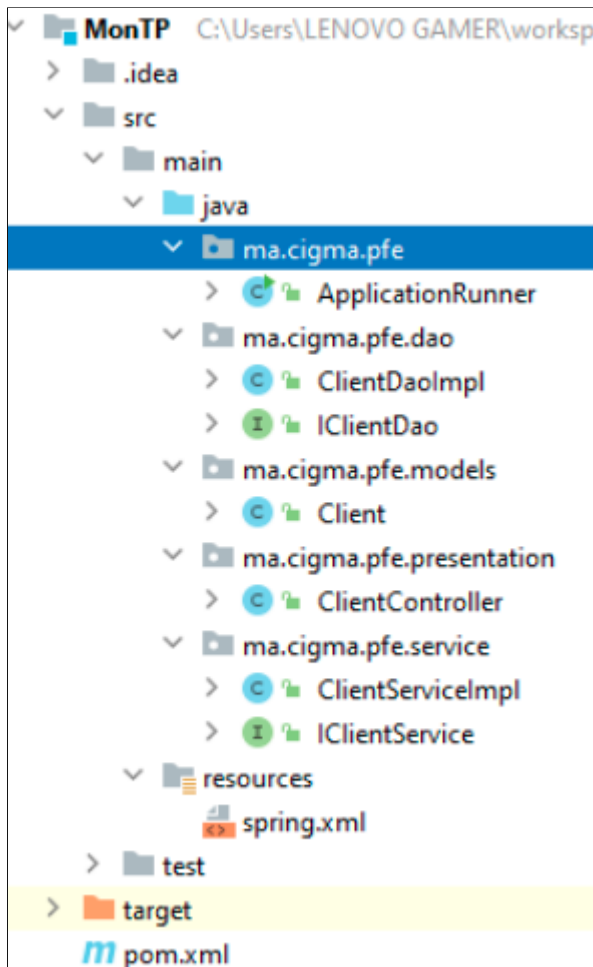 MonTP C:\Users\LENOVO GAMER\worksp
.idea
src
main
java
ma.cigma.pfe
C ApplicationRunner
ma.cigma.pfe.dao
C ClientDaoImpl
I IClientDao
ma.cigma.pfe.models
C Client
ma.cigma.pfe.presentation
C ClientController
ma.cigma.pfe.service
C ClientServiceImpl
I IClientService
resources
spring.xml
test
target
m pom.xml